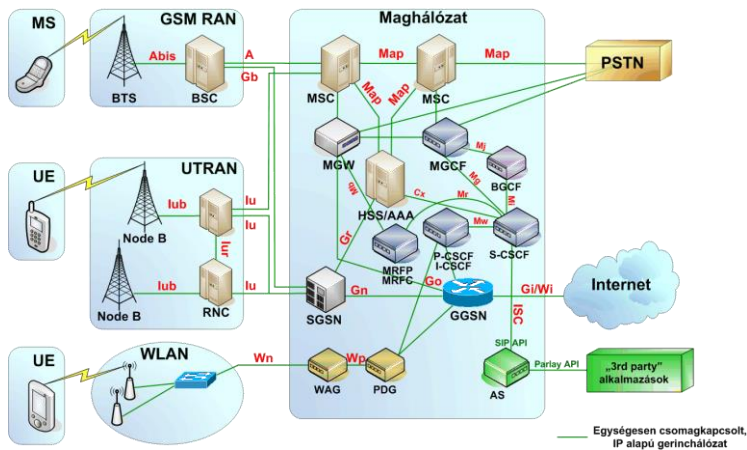 MS
GSM RAN
Maghálózat
Abis
A
Gb
Map
Map
PSTN
BTS
BSC
MSC
MSC
Map
Map
MGW
MGCF
Mj
BGCF
UE
UTRAN
Mg
Mi
Iub
Iu
Iu
Mb
HSS/AAA
Cx
Mr
Mw
Node B
Iur
Gr
MRFP
MRFC
P-CSCF
I-CSCF
S-CSCF
Iub
Iu
Go
Node B
RNC
SGSN
Gn
GGSN
Gi/Wi
Internet
ISC
UE
WLAN
Wn
Wp
SIP API
WAG
PDG
AS
Parlay API
„3rd party”
alkalmazások
Egységesen csomagkapcsolt,
IP alapú gerinchálózat